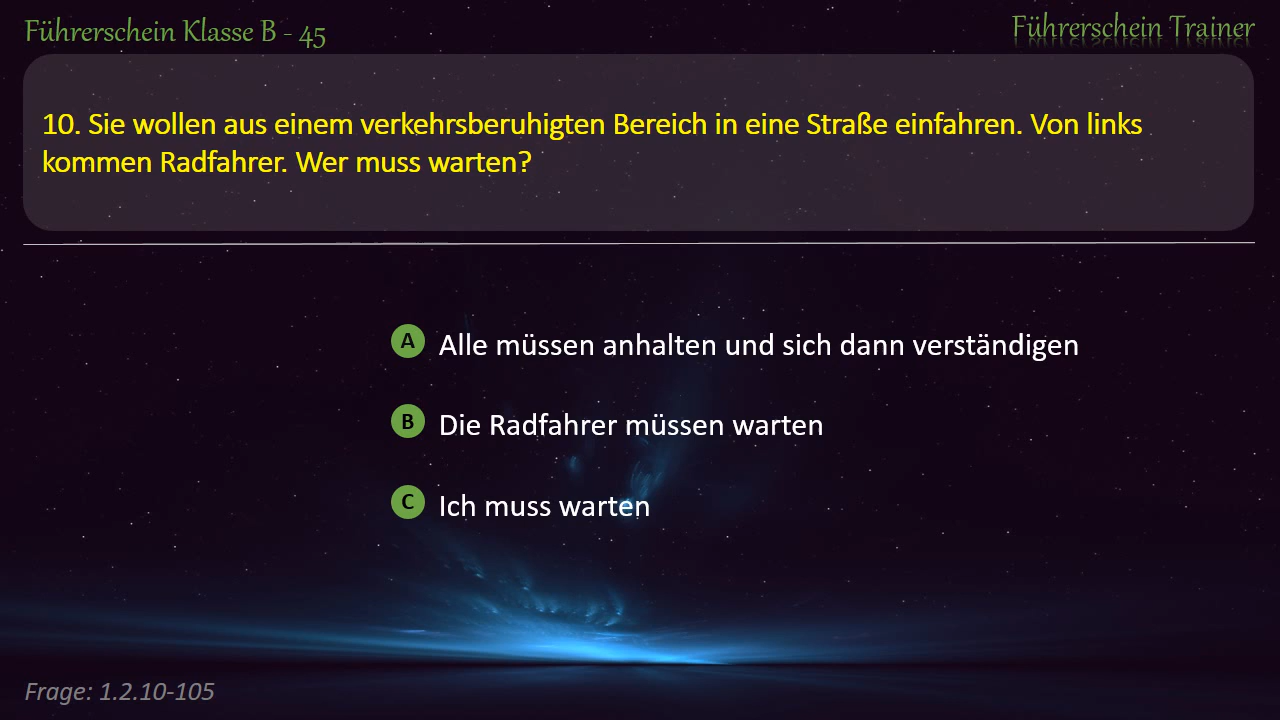 Führerschein Klasse B - 45
Führerschein Trainer
10. Sie wollen aus einem verkehrsberuhigten Bereich in eine Straße einfahren. Von links
kommen Radfahrer. Wer muss warten?
A Alle müssen anhalten und sich dann verständigen
B Die Radfahrer müssen warten
C Ich muss warten
Frage: 1.2.10-105